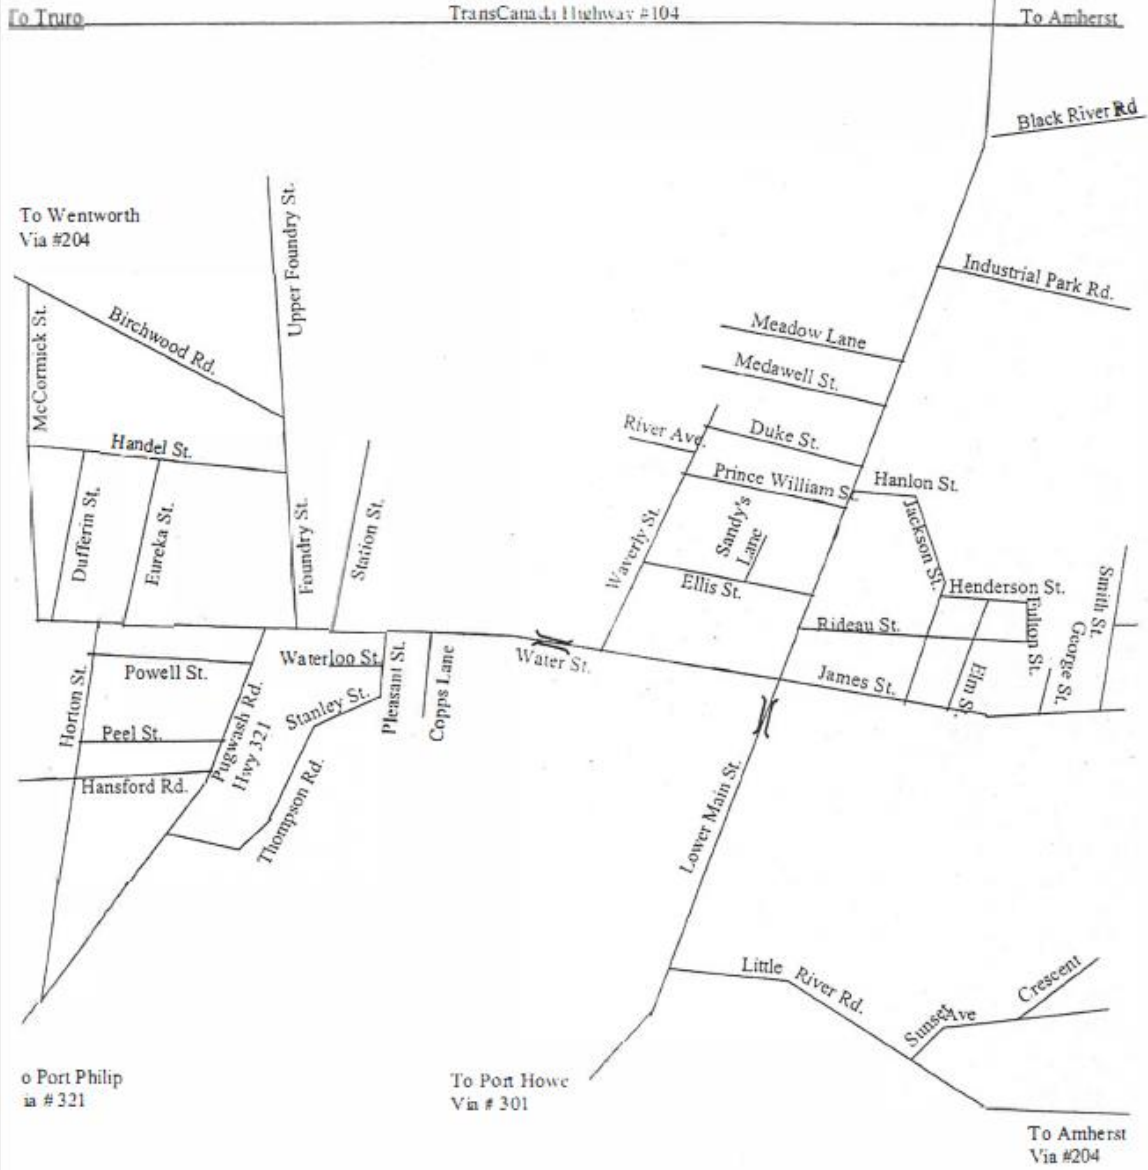 To Truro
TransCanada Highway #104
To Amherst
Black River Rd
To Wentworth
Via #204
Upper Foundry St.
Industrial Park Rd.
McCormick St.
Birchwood Rd.
Meadow Lane
Medawell St.
River Ave.
Duke St.
Handel St.
Prince William St.
Hanlon St.
Dufferin St.
Eureka St.
Foundry St.
Station St.
Waverly St.
Sandy's
Lane
Jackson St.
Ellis St.
Henderson St.
Smith St.
Fulton St.
George St.
Rideau St.
Powell St.
Waterloo St.
Pleasant St.
Copps Lane
Water St.
James St.
Elm St.
Horton St.
Stanley St.
Peel St.
Pugwash Rd.
Hwy 321
Hansford Rd.
Thompson Rd.
Lower Main St.
Little River Rd.
Crescent
Sunset Ave
o Port Philip
ia # 321
To Port Howe
Via # 301
To Amherst
Via #204